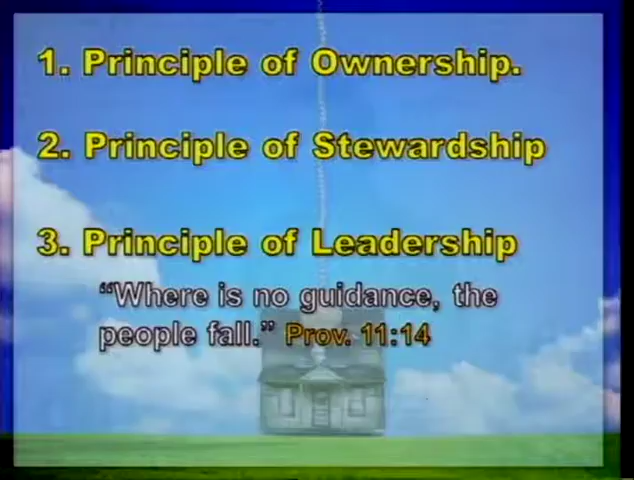 1. Principle of Ownership.
2. Principle of Stewardship
3. Principle of Leadership
"Where is no guidance, the
people fall." Prov. 11:14